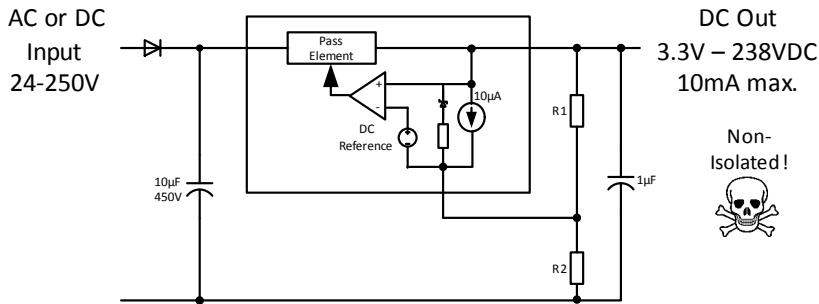 AC or DC
Input
24-250V
Pass
Element
+
-
10µA
DC
Reference
10µF
450V
R1
R2
1µF
DC Out
3.3V – 238VDC
10mA max.
Non-
Isolated!